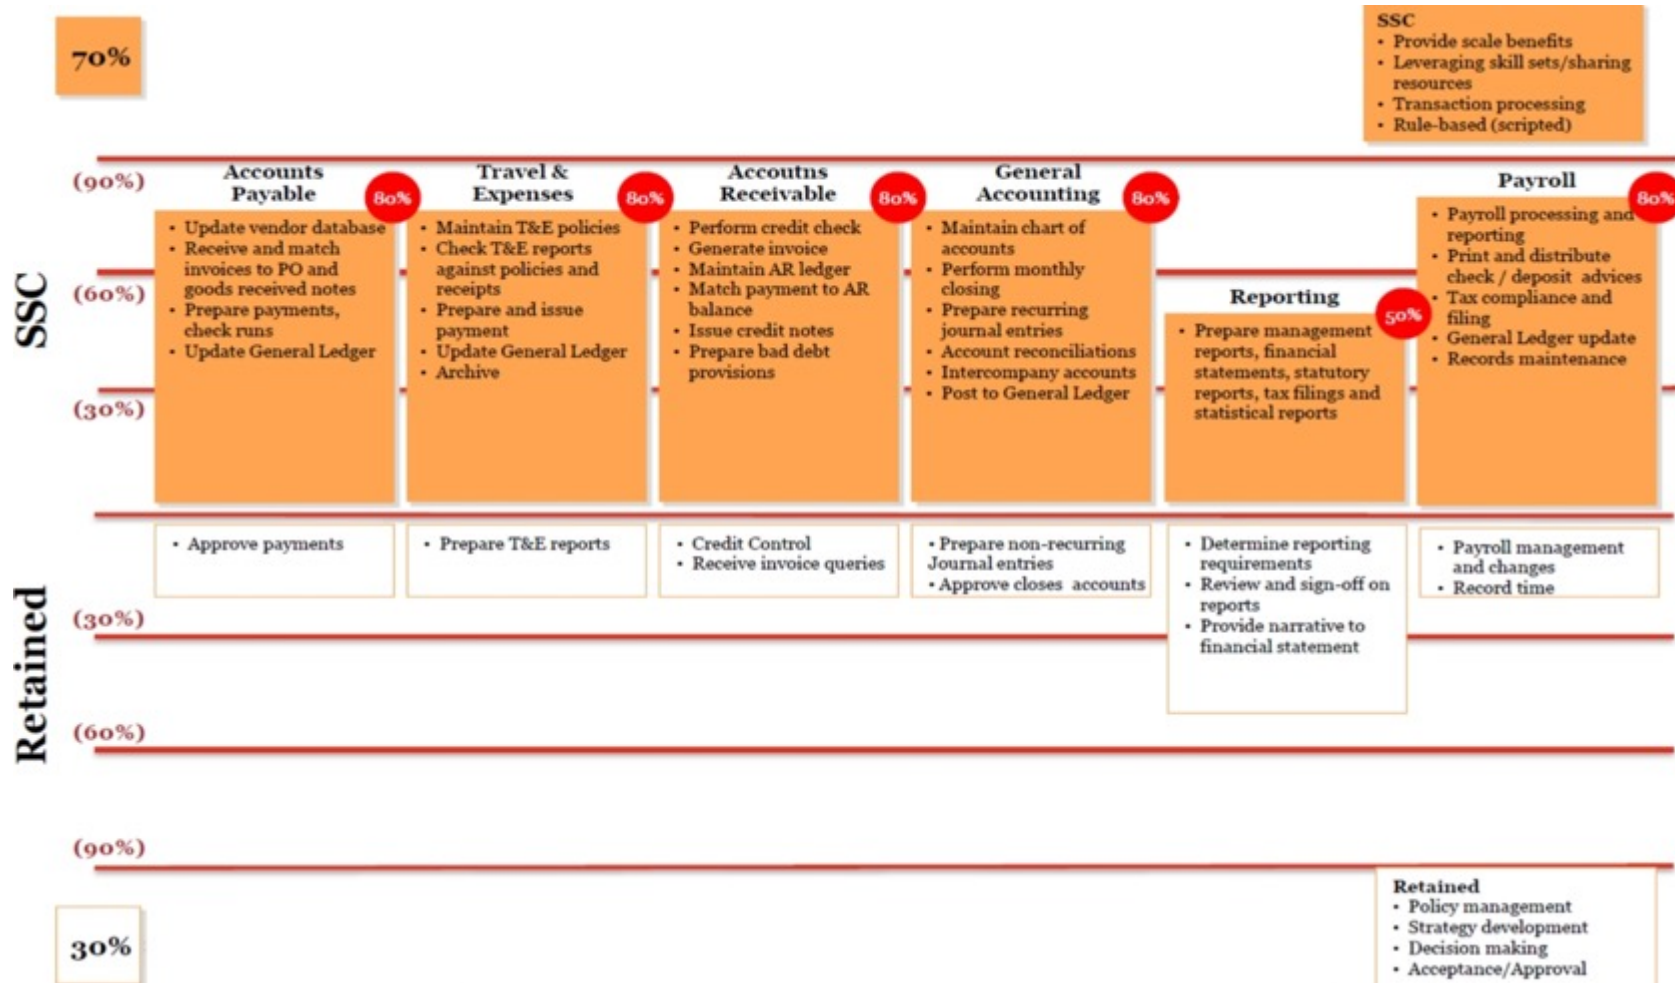 70%
SSC
• Provide scale benefits
• Leveraging skill sets/sharing
resources
• Transaction processing
• Rule-based (scripted)
SSC
(90%)
(60%)
(30%)
Accounts
Payable
80%
• Update vendor database
• Receive and match
invoices to PO and
goods received notes
• Prepare payments,
check runs
• Update General Ledger
Travel &
Expenses
80%
• Maintain T&E policies
• Check T&E reports
against policies and
receipts
• Prepare and issue
payment
• Update General Ledger
• Archive
Accoutns
Receivable
80%
• Perform credit check
• Generate invoice
• Maintain AR ledger
• Match payment to AR
balance
• Issue credit notes
• Prepare bad debt
provisions
General
Accounting
80%
• Maintain chart of
accounts
• Perform monthly
closing
• Prepare recurring
journal entries
• Account reconciliations
• Intercompany accounts
• Post to General Ledger
Reporting
50%
• Prepare management
reports, financial
statements, statutory
reports, tax filings and
statistical reports
Payroll
80%
• Payroll processing and
reporting
• Print and distribute
check / deposit advices
• Tax compliance and
filing
• General Ledger update
• Records maintenance
Retained
• Approve payments
• Prepare T&E reports
• Credit Control
• Receive invoice queries
• Prepare non-recurring
Journal entries
• Approve closes accounts
• Determine reporting
requirements
• Review and sign-off on
reports
• Provide narrative to
financial statement
• Payroll management
and changes
• Record time
(30%)
(60%)
(90%)
30%
Retained
• Policy management
• Strategy development
• Decision making
• Acceptance/Approval